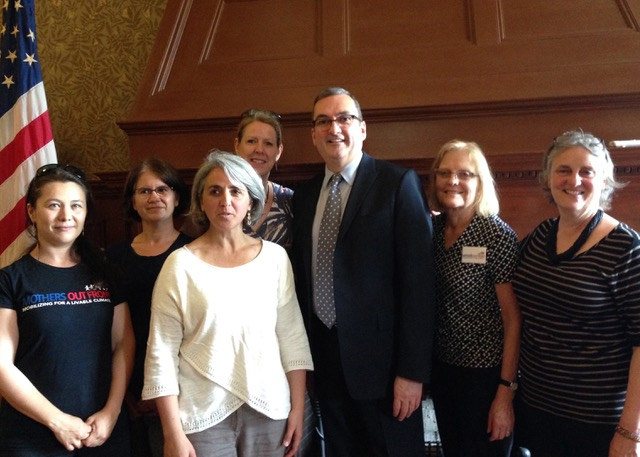 MOTHERS OUT FRONT
MOBILIZING FOR A LIVABLE CLIMATE